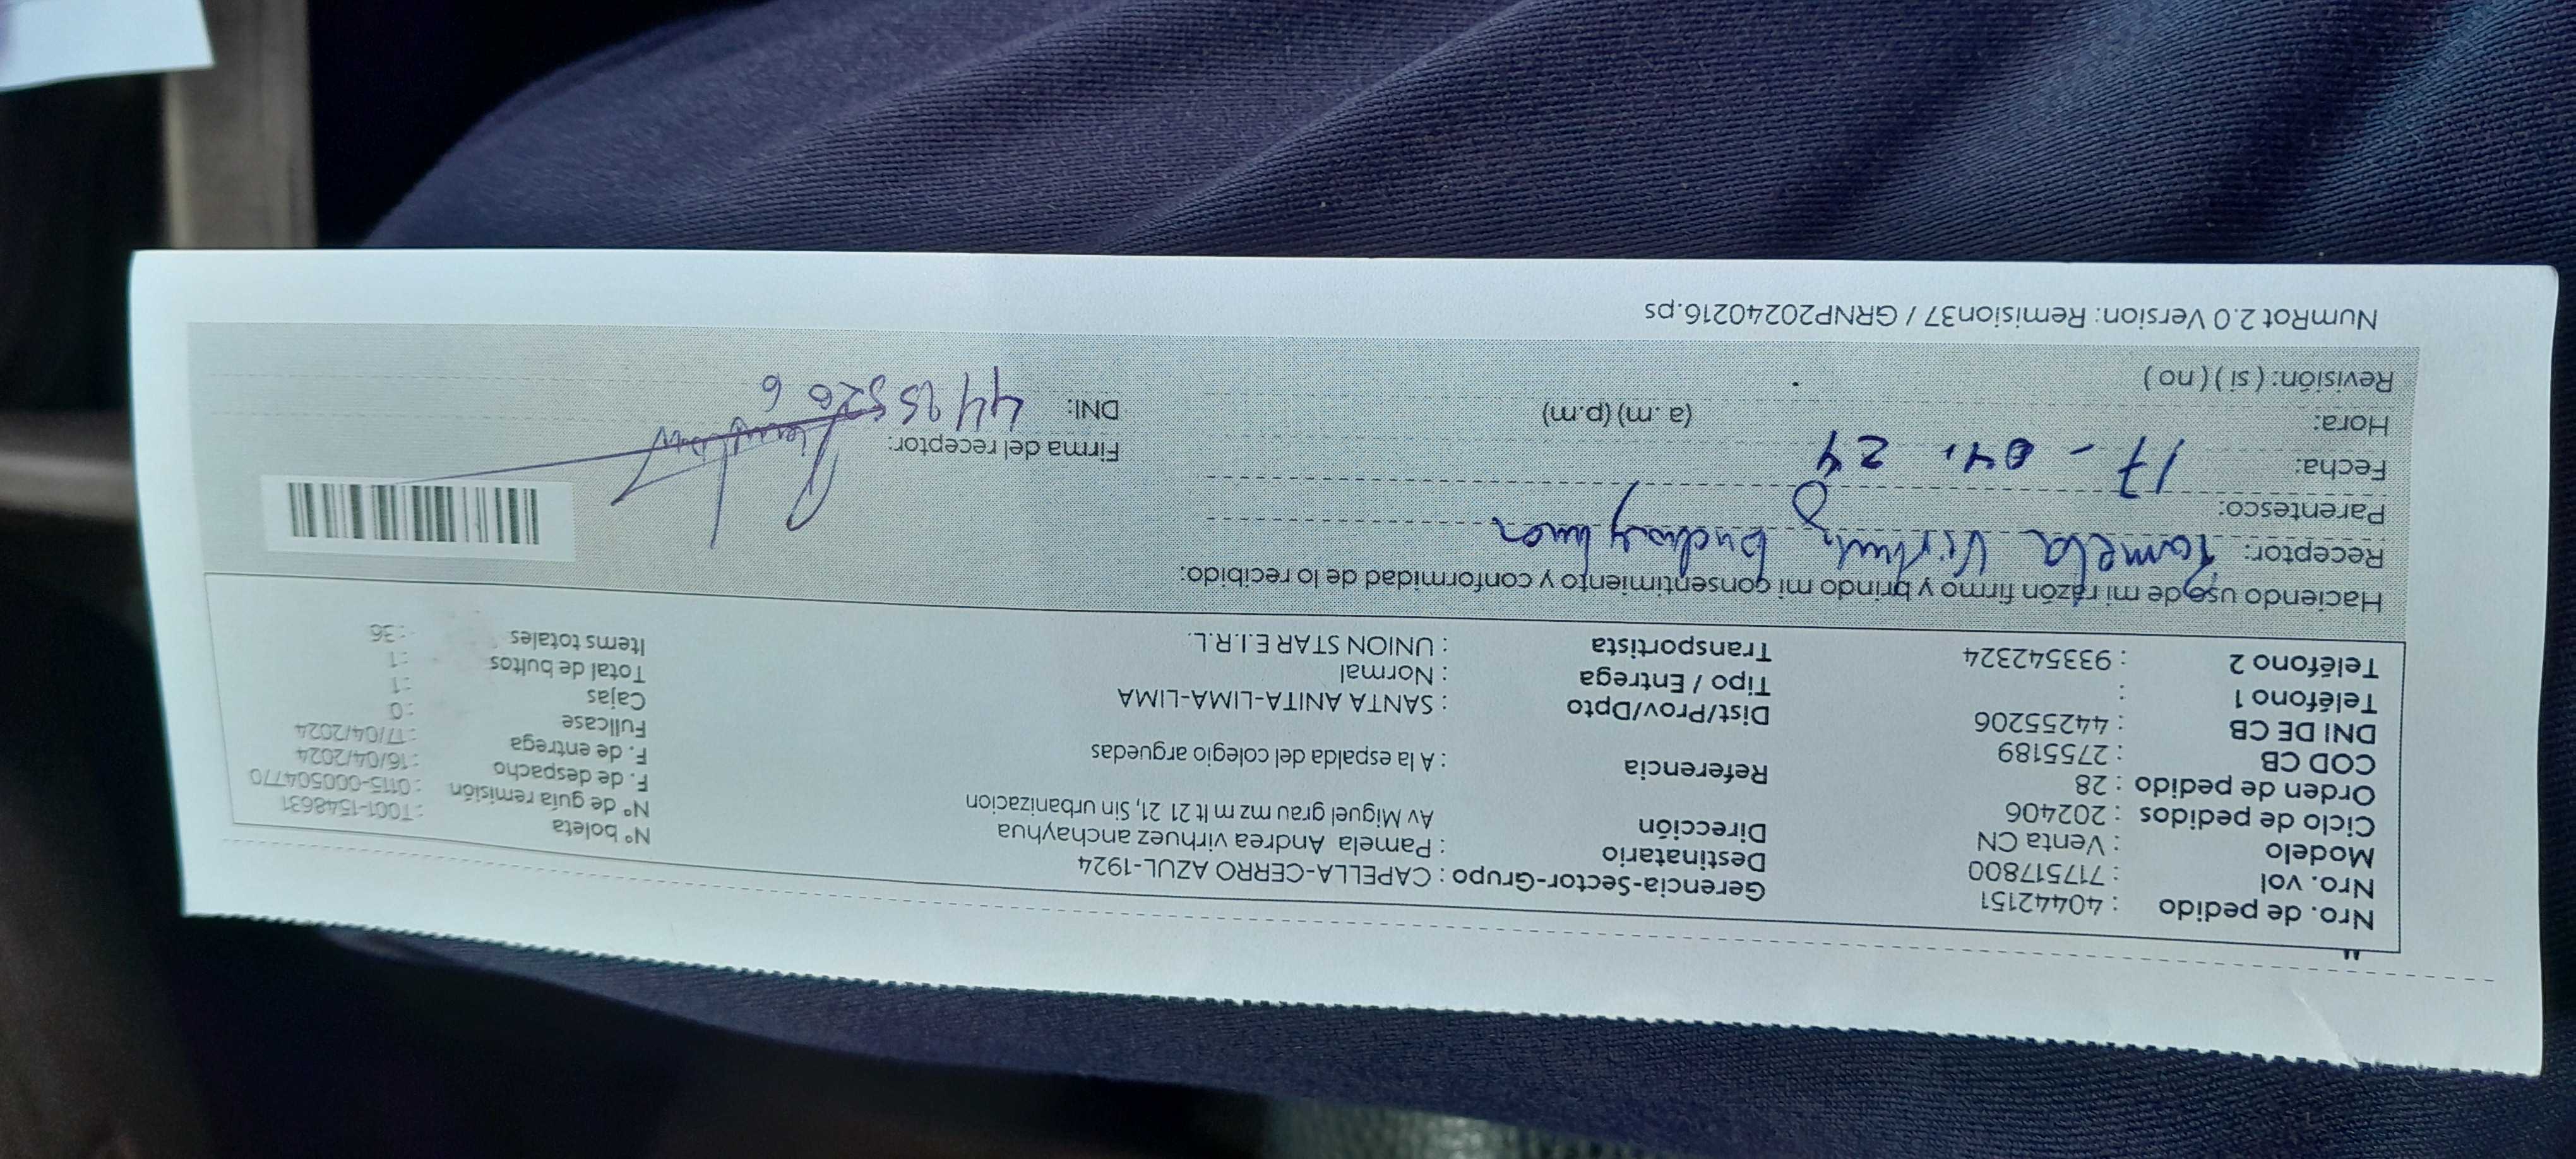 Nro. de pedido : 40442151
Nro. vol : 717517800
Modelo : Venta CN
Ciclo de pedidos : 202406
Orden de pedido : 28
COD CB : 2755189
DNI DE CB : 44255206
Teléfono 1 :
Teléfono 2 : 933542324
Gerencia-Sector-Grupo : CAPELLA-CERRO AZUL-1924
Destinatario : Pamela Andrea virhuez anchayhua
Dirección Av Miguel grau mz m lt 21 21, Sin urbanizacion
Referencia : A la espalda del colegio arguedas
Dist/Prov/Dpto : SANTA ANITA-LIMA-LIMA
Tipo / Entrega : Normal
Transportista : UNION STAR E.I.R.L.
N° boleta : T001-1548631
N° de guía remisión : 0115-000504770
F. de despacho : 16/04/2024
F. de entrega : 17/04/2024
Fullcase : 0
Cajas : 1
Total de bultos : 1
Items totales : 36
Haciendo uso de mi razón firmo y brindo mi consentimiento y conformidad de lo recibido:
Receptor: Pamela
Parentesco:
Fecha: 17 - 04. 24
Hora: (a .m) (p.m)
Revisión: ( si ) ( no )
Firma del receptor:
DNI: 44255206
NumRot 2.0 Version: Remision37 / GRNP20240216.ps